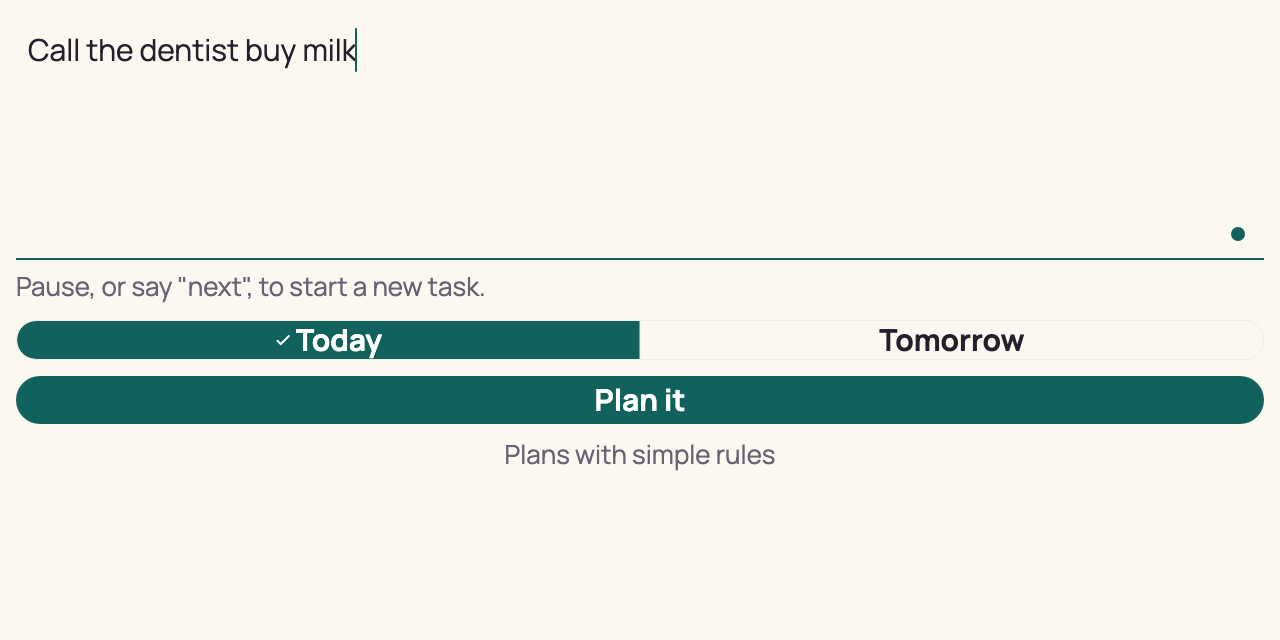 Call the dentist buy milk
Pause, or say "next", to start a new task.
Today
Tomorrow
Plan it
Plans with simple rules